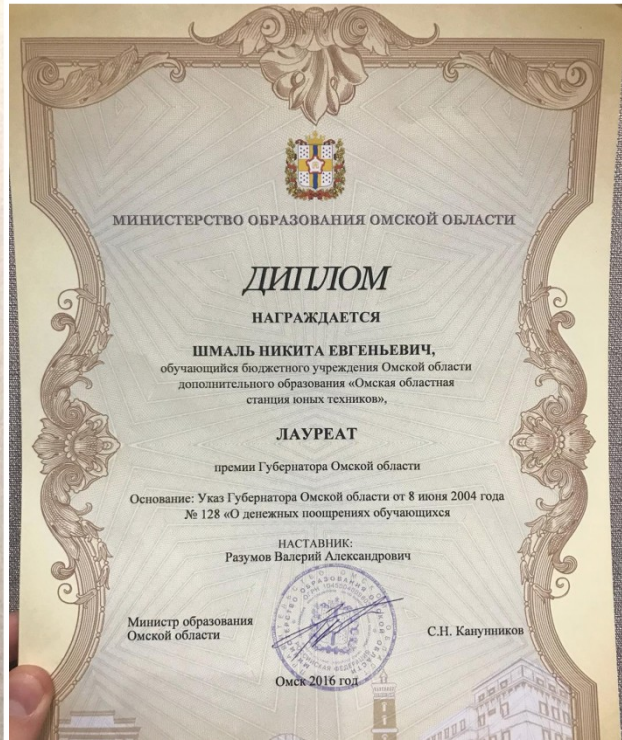 МИНИСТЕРСТВО ОБРАЗОВАНИЯ ОМСКОЙ ОБЛАСТИ
ДИПЛОМ
НАГРАЖДАЕТСЯ
ШМАЛЬ НИКИТА ЕВГЕНЬЕВИЧ,
обучающийся бюджетного учреждения Омской области
дополнительного образования «Омская областная
станция юных техников»,
ЛАУРЕАТ
премии Губернатора Омской области
Основание: Указ Губернатора Омской области от 8 июня 2004 года
№ 128 «О денежных поощрениях обучающихся
НАСТАВНИК:
Разумов Валерий Александрович
Министр образования
Омской области
С.Н. Канунников
Омск 2016 год